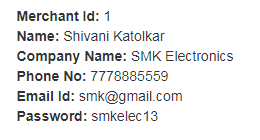 Merchant Id: 1
Name: Shivani Katolkar
Company Name: SMK Electronics
Phone No: 7778885559
Email Id: smk@gmail.com
Password: smkelec13